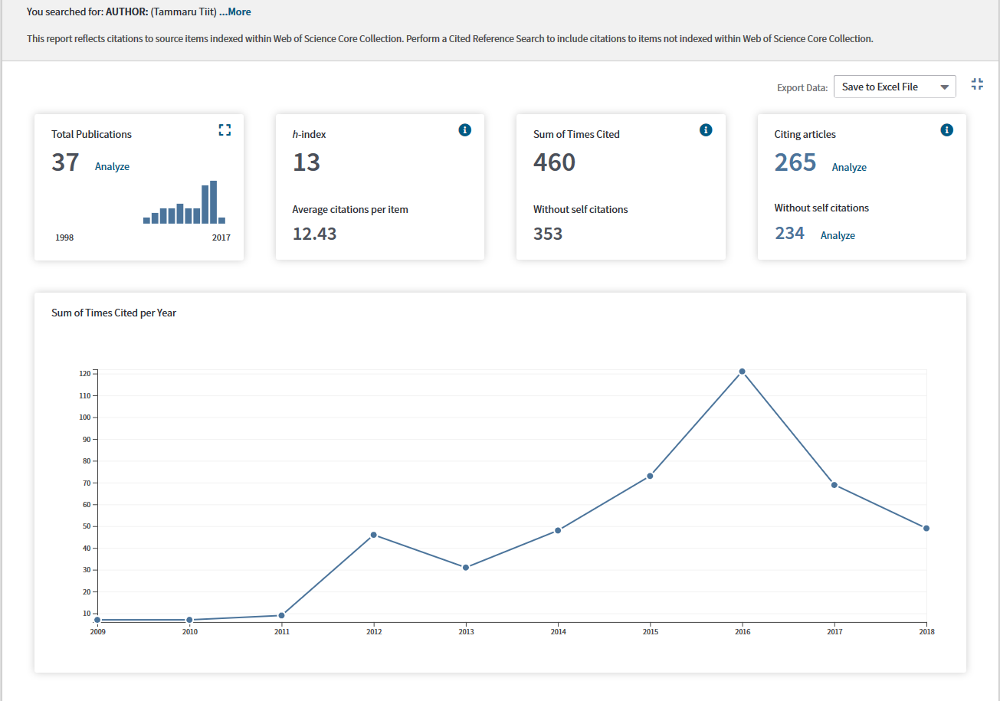 You searched for: AUTHOR: (Tammaru Tiit) ...More
This report reflects citations to source items indexed within Web of Science Core Collection. Perform a Cited Reference Search to include citations to items not indexed within Web of Science Core Collection.
Export Data: Save to Excel File
Total Publications
37 Analyze
1998 2017
h-index
13
Average citations per item
12.43
Sum of Times Cited
460
Without self citations
353
Citing articles
265 Analyze
Without self citations
234 Analyze
Sum of Times Cited per Year
120
110
100
90
80
70
60
50
40
30
20
10
2009 2010 2011 2012 2013 2014 2015 2016 2017 2018